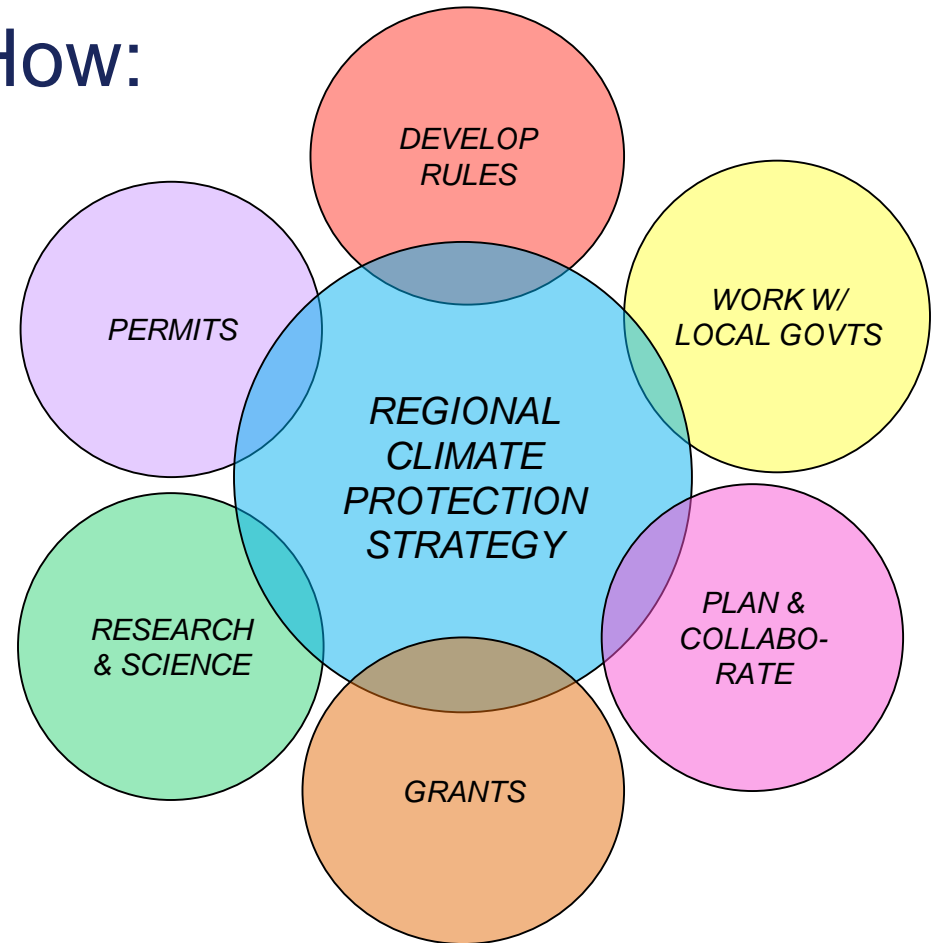 How:
DEVELOP
RULES
PERMITS
WORK W/
LOCAL GOVTS
REGIONAL
CLIMATE
PROTECTION
STRATEGY
RESEARCH
& SCIENCE
PLAN &
COLLABO-
RATE
GRANTS